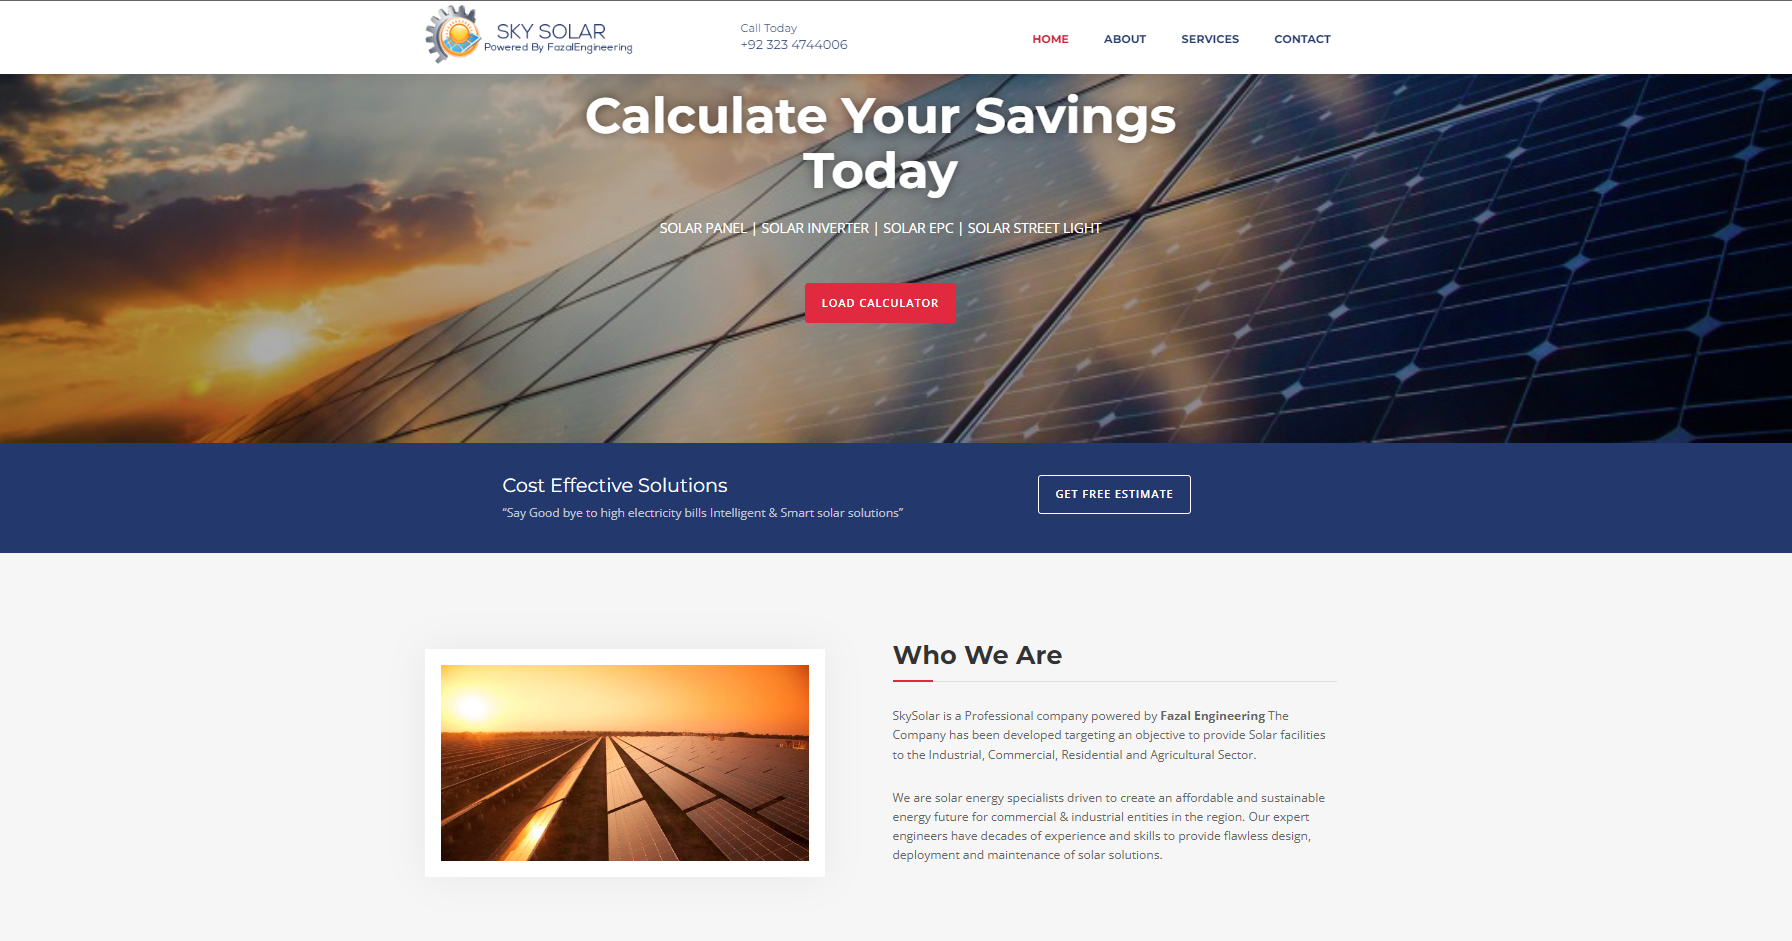 SKY SOLAR
Powered By FazalEngineering
Call Today
+92 323 4744006
HOME ABOUT SERVICES CONTACT
Calculate Your Savings
Today
SOLAR PANEL | SOLAR INVERTER | SOLAR EPC | SOLAR STREET LIGHT
LOAD CALCULATOR
Cost Effective Solutions
“Say Good bye to high electricity bills Intelligent & Smart solar solutions”
GET FREE ESTIMATE
Who We Are
SkySolar is a Professional company powered by Fazal Engineering The
Company has been developed targeting an objective to provide Solar facilities
to the Industrial, Commercial, Residential and Agricultural Sector.
We are solar energy specialists driven to create an affordable and sustainable
energy future for commercial & industrial entities in the region. Our expert
engineers have decades of experience and skills to provide flawless design,
deployment and maintenance of solar solutions.